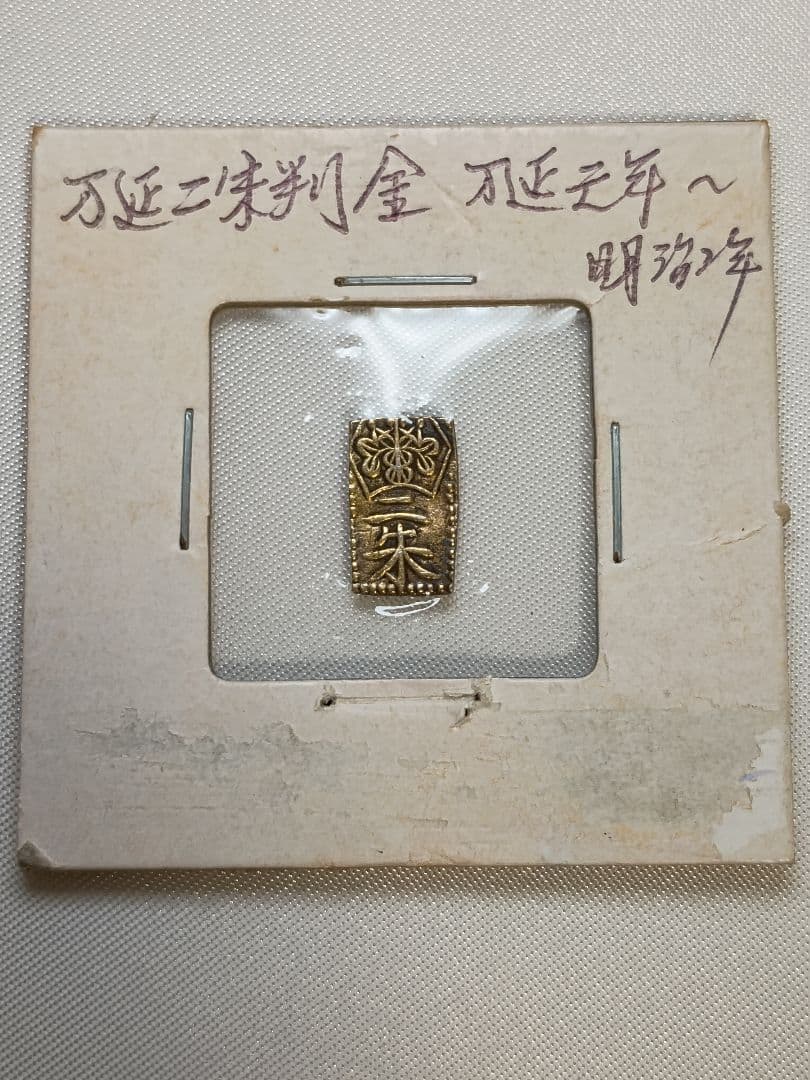 万延二朱判金 万延元年～
明治2年
二朱